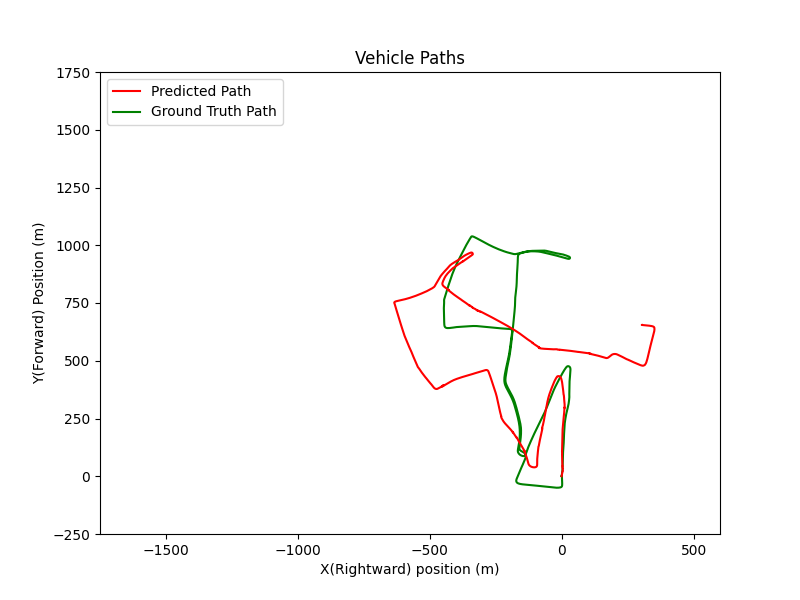 Vehicle Paths
Predicted Path
Ground Truth Path
Y(Forward) Position (m)
1750
1500
1250
1000
750
500
250
0
−250
−1500
−1000
−500
0
500
X(Rightward) position (m)